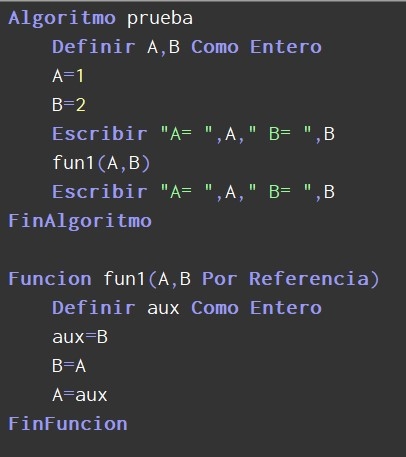 Algoritmo prueba
Definir A,B Como Entero
A=1
B=2
Escribir "A= ",A," B= ",B
fun1(A,B)
Escribir "A= ",A," B= ",B
FinAlgoritmo
Funcion fun1(A,B Por Referencia)
Definir aux Como Entero
aux=B
B=A
A=aux
FinFuncion